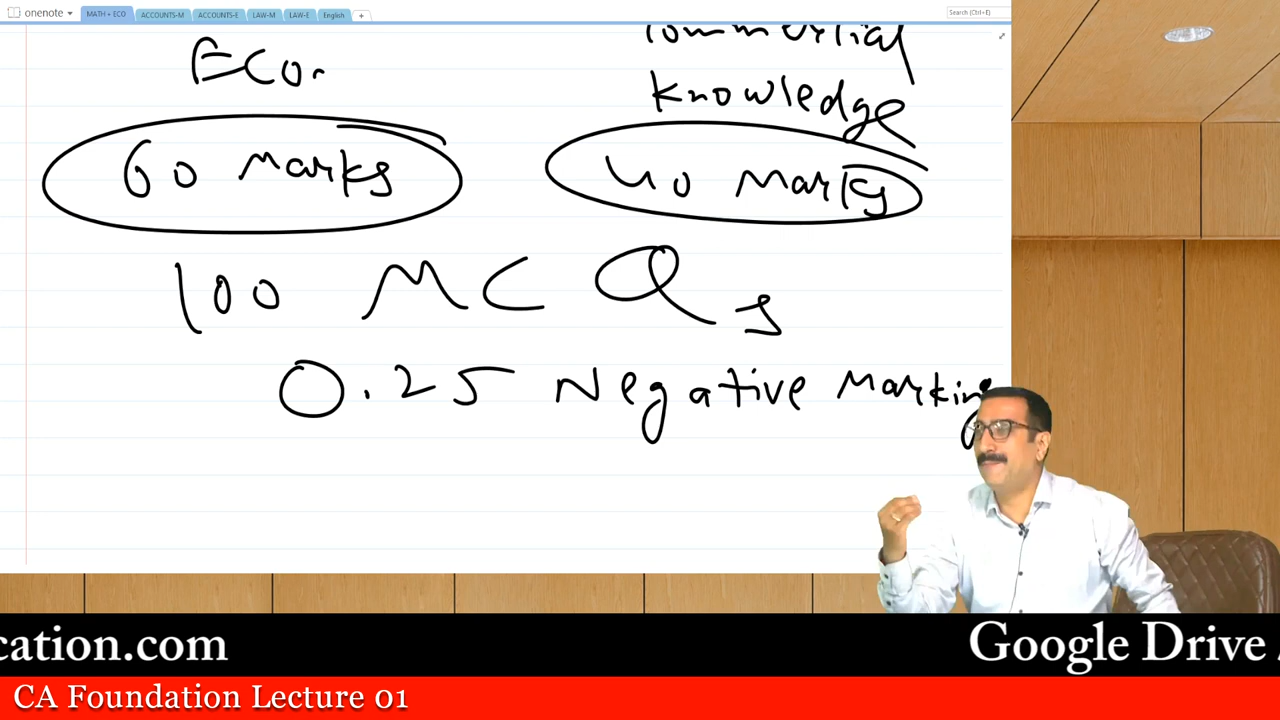 onenote
MATH + ECO
ACCOUNTS-M
ACCOUNTS-E
LAW-M
LAW-E
English
Search (Ctrl+E)
Eco.
Commercial
knowledge
60 Marks
40 Marks
100 MCQs
0.25 Negative Marking
cation.com
Google Drive
CA Foundation Lecture 01